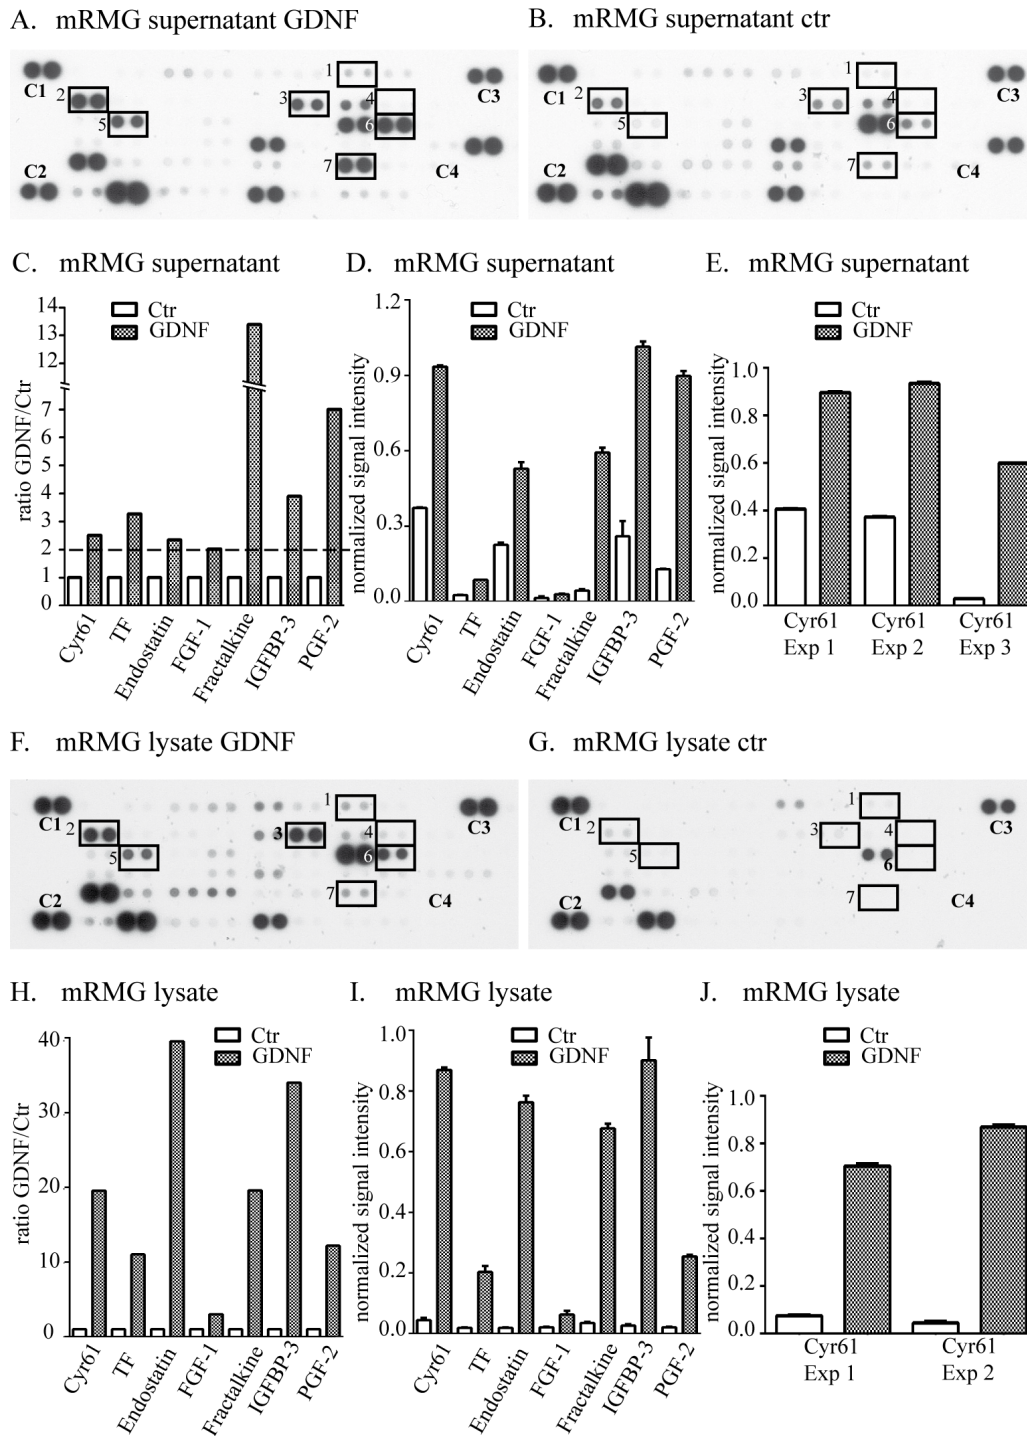 A. mRMG supernatant GDNF
B. mRMG supernatant ctr
C1 C2 C3 C4 1 2 3 4 5 6 7
C1 C2 C3 C4 1 2 3 4 5 6 7
C. mRMG supernatant
Ctr
GDNF
ratio GDNF/Ctr
14
13
12
7
6
5
4
3
2
1
0
Cyr61
TF
Endostatin
FGF-1
Fractalkine
IGFBP-3
PGF-2
D. mRMG supernatant
Ctr
GDNF
normalized signal intensity
1.2
0.9
0.6
0.3
0.0
Cyr61
TF
Endostatin
FGF-1
Fractalkine
IGFBP-3
PGF-2
E. mRMG supernatant
Ctr
GDNF
normalized signal intensity
1.0
0.8
0.6
0.4
0.2
0.0
Cyr61 Cyr61 Cyr61
Exp 1 Exp 2 Exp 3
F. mRMG lysate GDNF
G. mRMG lysate ctr
C1 C2 C3 C4 1 2 3 4 5 6 7
C1 C2 C3 C4 1 2 3 4 5 6 7
H. mRMG lysate
Ctr
GDNF
ratio GDNF/Ctr
40
30
20
10
0
Cyr61
TF
Endostatin
FGF-1
Fractalkine
IGFBP-3
PGF-2
I. mRMG lysate
Ctr
GDNF
normalized signal intensity
1.0
0.8
0.6
0.4
0.2
0.0
Cyr61
TF
Endostatin
FGF-1
Fractalkine
IGFBP-3
PGF-2
J. mRMG lysate
Ctr
GDNF
normalized signal intensity
1.0
0.8
0.6
0.4
0.2
0.0
Cyr61 Cyr61
Exp 1 Exp 2